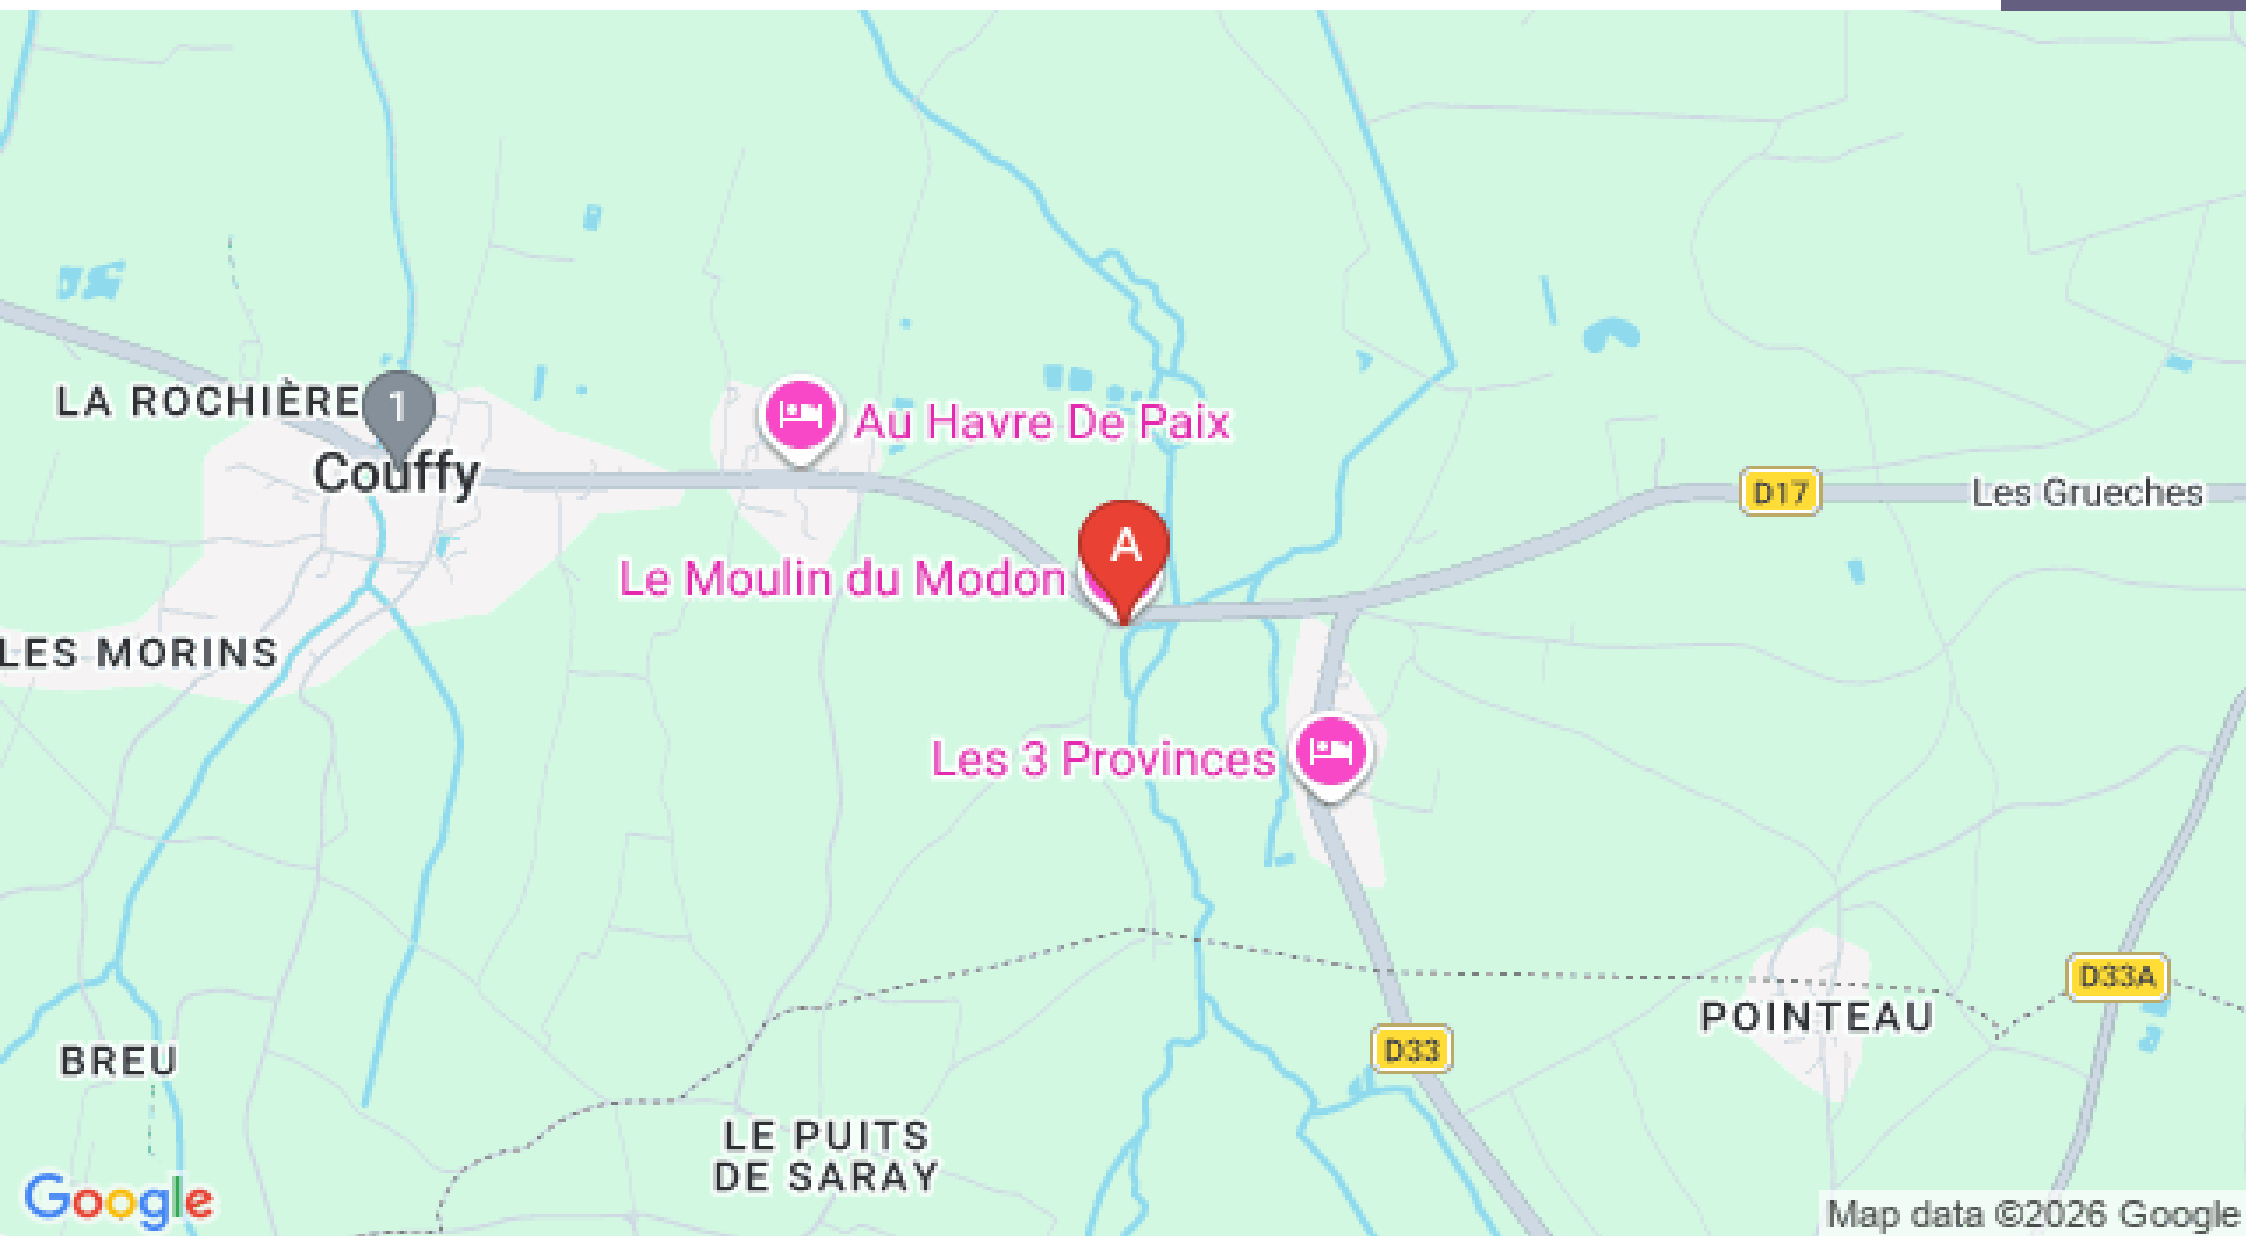 LA ROCHIÈRE
1
Couffy
Au Havre De Paix
A
D17
Les Grueches
Le Moulin du Modon
LES MORINS
Les 3 Provinces
D33A
POINTEAU
D33
BREU
LE PUITS
DE SARAY
Google
Map data ©2026 Google